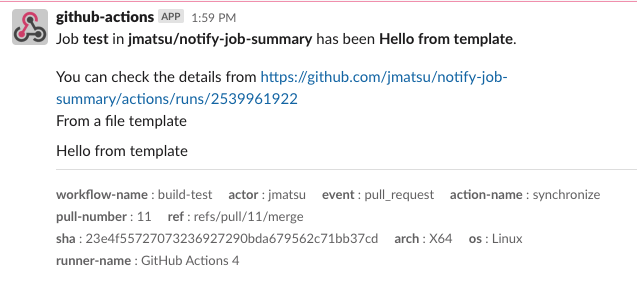 github-actions APP 1:59 PM
Job test in jmatsu/notify-job-summary has been Hello from template.
You can check the details from https://github.com/jmatsu/notify-job-
summary/actions/runs/2539961922
From a file template
Hello from template
workflow-name : build-test actor : jmatsu event : pull_request action-name : synchronize
pull-number : 11 ref : refs/pull/11/merge
sha : 23e4f55727073236927290bda679562c71bb37cd arch : X64 os : Linux
runner-name : GitHub Actions 4